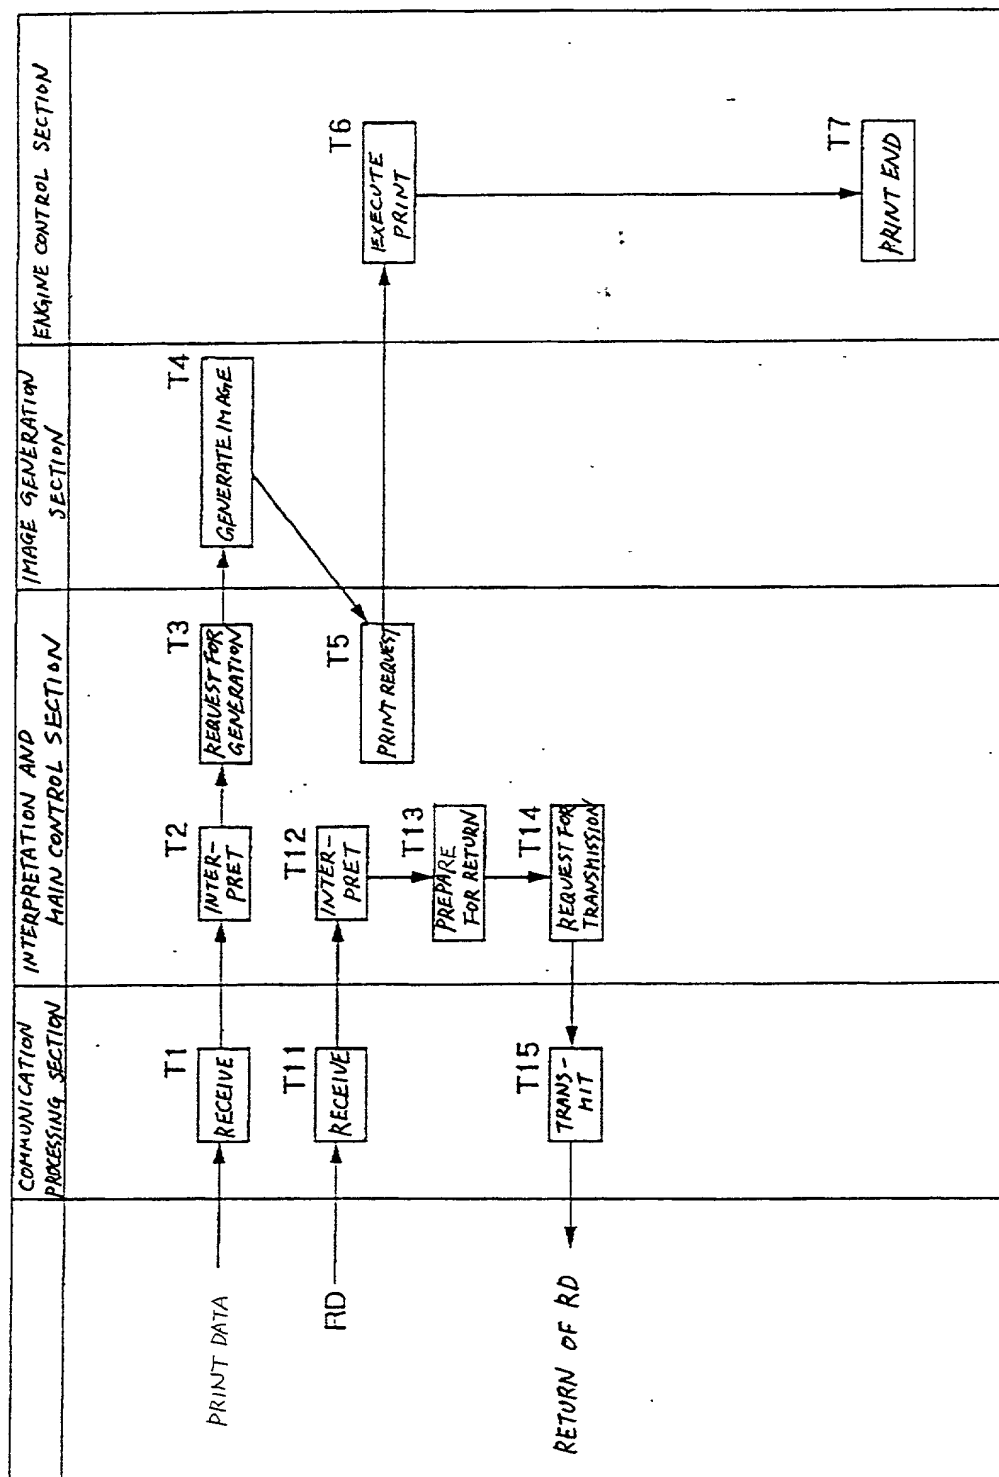 COMMUNICATION
PROCESSING SECTION
INTERPRETATION AND
MAIN CONTROL SECTION
IMAGE GENERATION
SECTION
ENGINE CONTROL SECTION
PRINT DATA
T1
RECEIVE
T2
INTER-
PRET
T3
REQUEST FOR
GENERATION
T4
GENERATE IMAGE
RD
T11
RECEIVE
T12
INTER-
PRET
T5
PRINT REQUEST
T6
EXECUTE
PRINT
T13
PREPARE
FOR RETURN
RETURN OF RD
T15
TRANS-
MIT
T14
REQUEST FOR
TRANSMISSION
T7
PRINT END